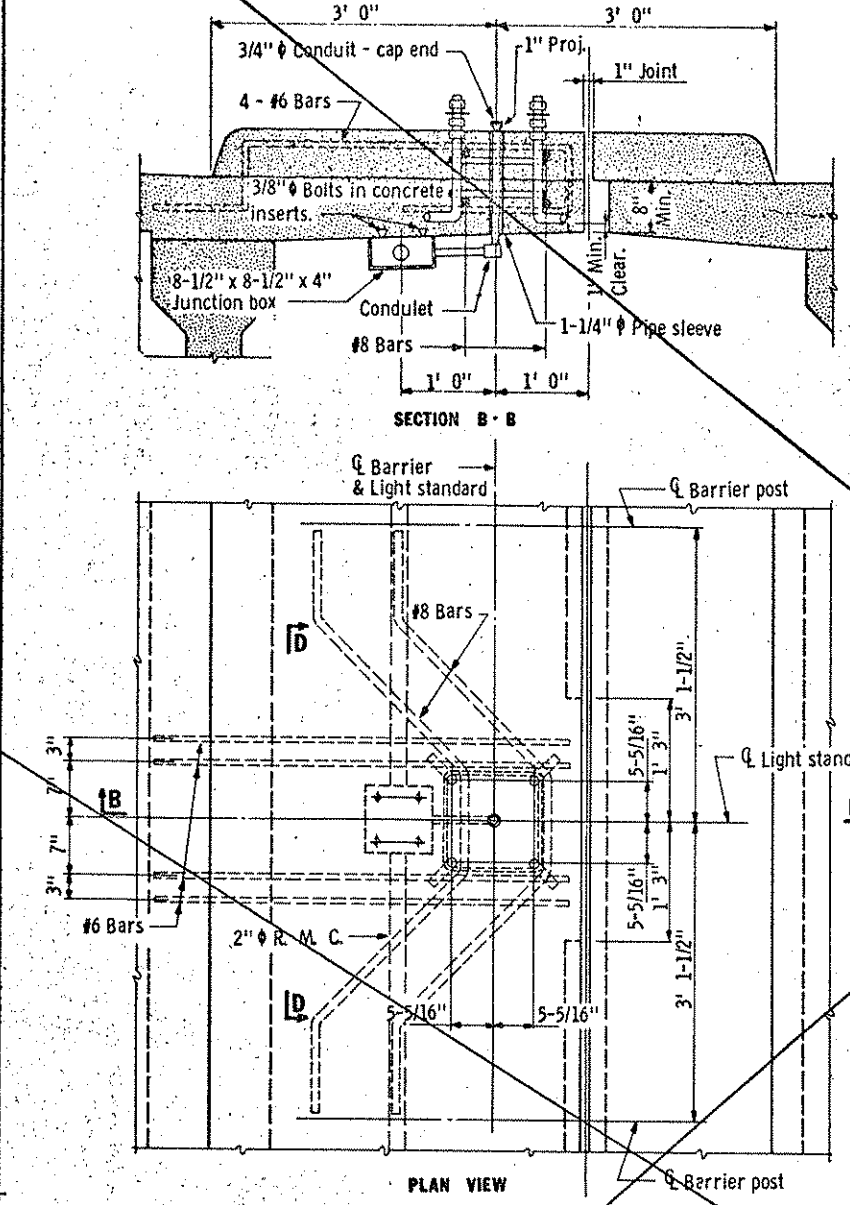 3' 0"
3' 0"
3/4" ϕ Conduit - cap end
1" Proj.
1" Joint
4 - #6 Bars
3/8" ϕ Bolts in concrete
inserts.
8" Min.
1" Min. Clear.
8-1/2" x 8-1/2" x 4"
Junction box
Condulet
1-1/4" ϕ Pipe sleeve
#8 Bars
1' 0"
1' 0"
SECTION B - B
℄ Barrier
& Light standard
℄ Barrier post
#8 Bars
D
3' 1-1/2"
5-5/16"
1' 3"
3"
7"
B
℄ Light stand
7"
3"
5-5/16"
1' 3"
3' 1-1/2"
#6 Bars
2" ϕ R. M. C.
D
5-5/16"
5-5/16"
PLAN VIEW
℄ Barrier post